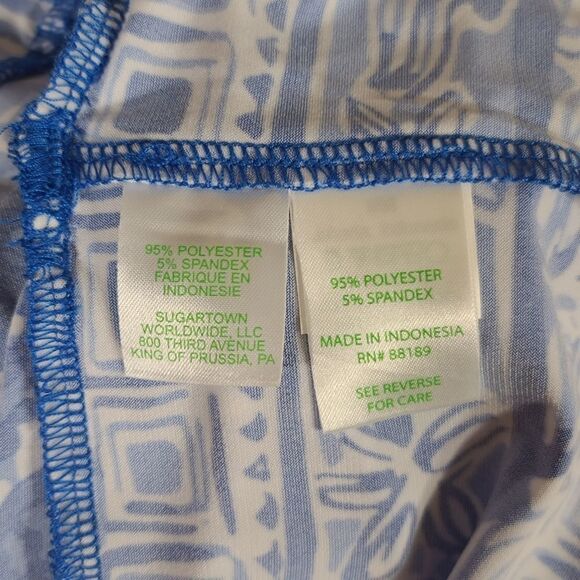 95% POLYESTER
5% SPANDEX
FABRIQUE EN
INDONESIE
SUGARTOWN
WORLDWIDE, LLC
800 THIRD AVENUE
KING OF PRUSSIA, PA
95% POLYESTER
5% SPANDEX
MADE IN INDONESIA
RN# 88189
SEE REVERSE
FOR CARE